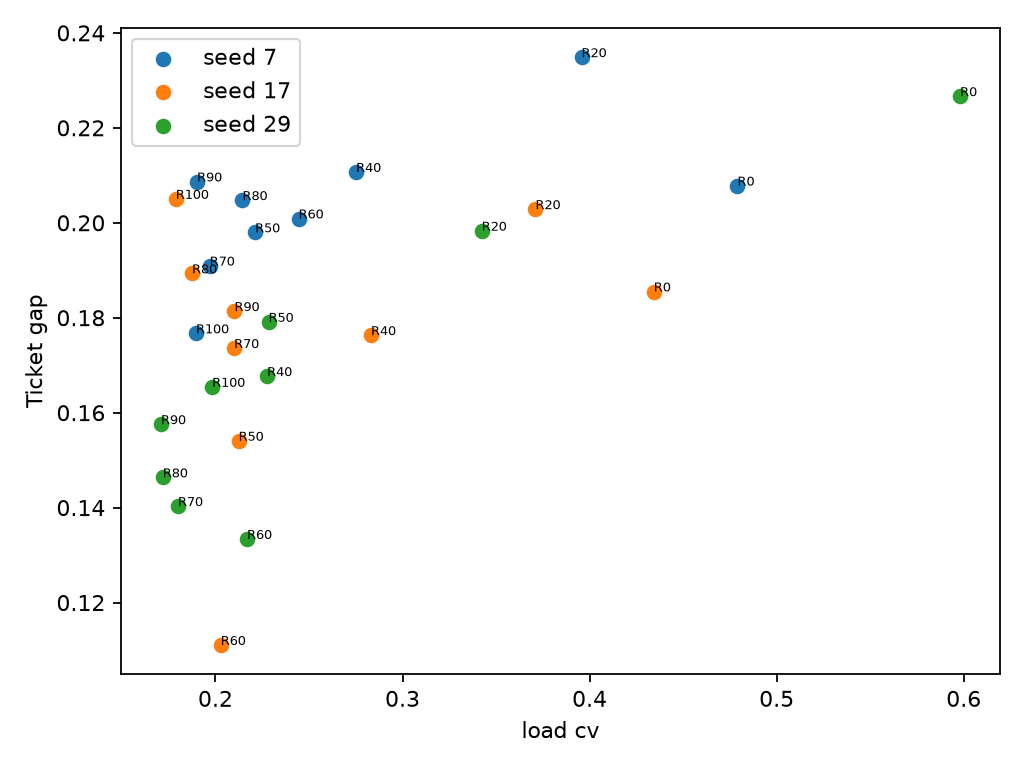 0.24
0.22
0.20
0.18
0.16
0.14
0.12
Ticket gap
seed 7
seed 17
seed 29
R20
R0
R90
R100
R80
R40
R60
R50
R0
R20
R20
R70
R80
R0
R90
R50
R100
R70
R40
R40
R100
R90
R50
R80
R70
R60
R60
0.2
0.3
0.4
0.5
0.6
load cv